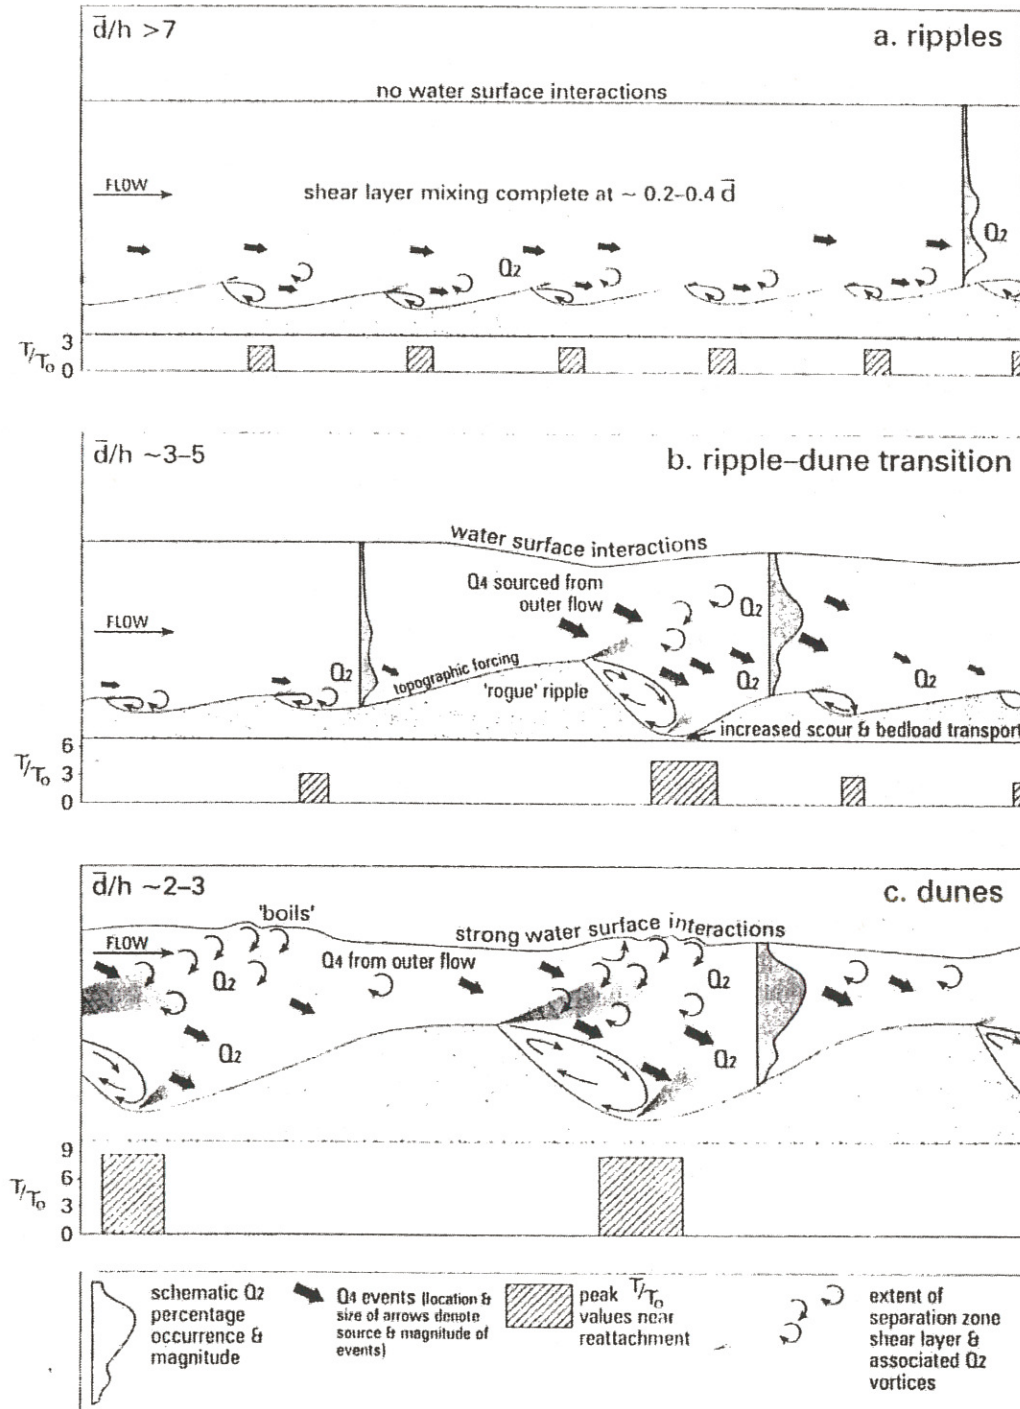 d̄/h >7
a. ripples
no water surface interactions
FLOW
shear layer mixing complete at ~ 0.2–0.4 d̄
Q2
Q2
T/To
3
0
d̄/h ~3–5
b. ripple–dune transition
water surface interactions
Q4 sourced from
outer flow
Q2
FLOW
Q2
topographic forcing
'rogue' ripple
Q2
Q2
increased scour & bedload transport
T/To
6
3
0
d̄/h ~2–3
c. dunes
'boils'
strong water surface interactions
FLOW
Q2
Q4 from outer flow
Q2
Q2
Q2
T/To
9
6
3
0
schematic Q2
percentage
occurrence &
magnitude
Q4 events (location &
size of arrows denote
source & magnitude of
events)
peak T/To
values near
reattachment
extent of
separation zone
shear layer &
associated Q2
vortices